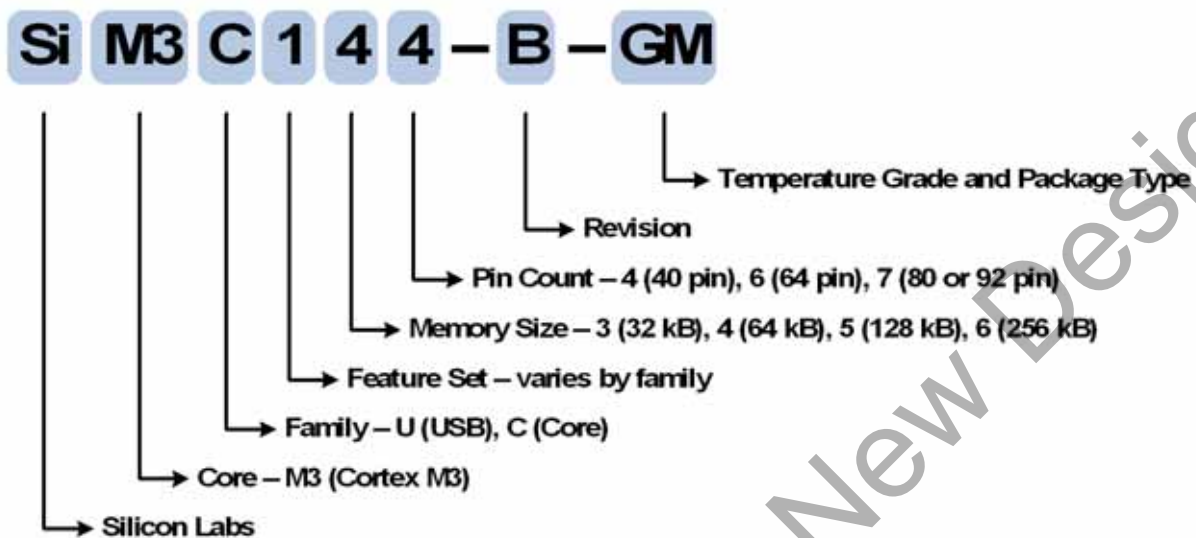 Si M3 C 1 4 4 – B – GM
Temperature Grade and Package Type
Revision
Pin Count – 4 (40 pin), 6 (64 pin), 7 (80 or 92 pin)
Memory Size – 3 (32 kB), 4 (64 kB), 5 (128 kB), 6 (256 kB)
Feature Set – varies by family
Family – U (USB), C (Core)
Core – M3 (Cortex M3)
Silicon Labs
New